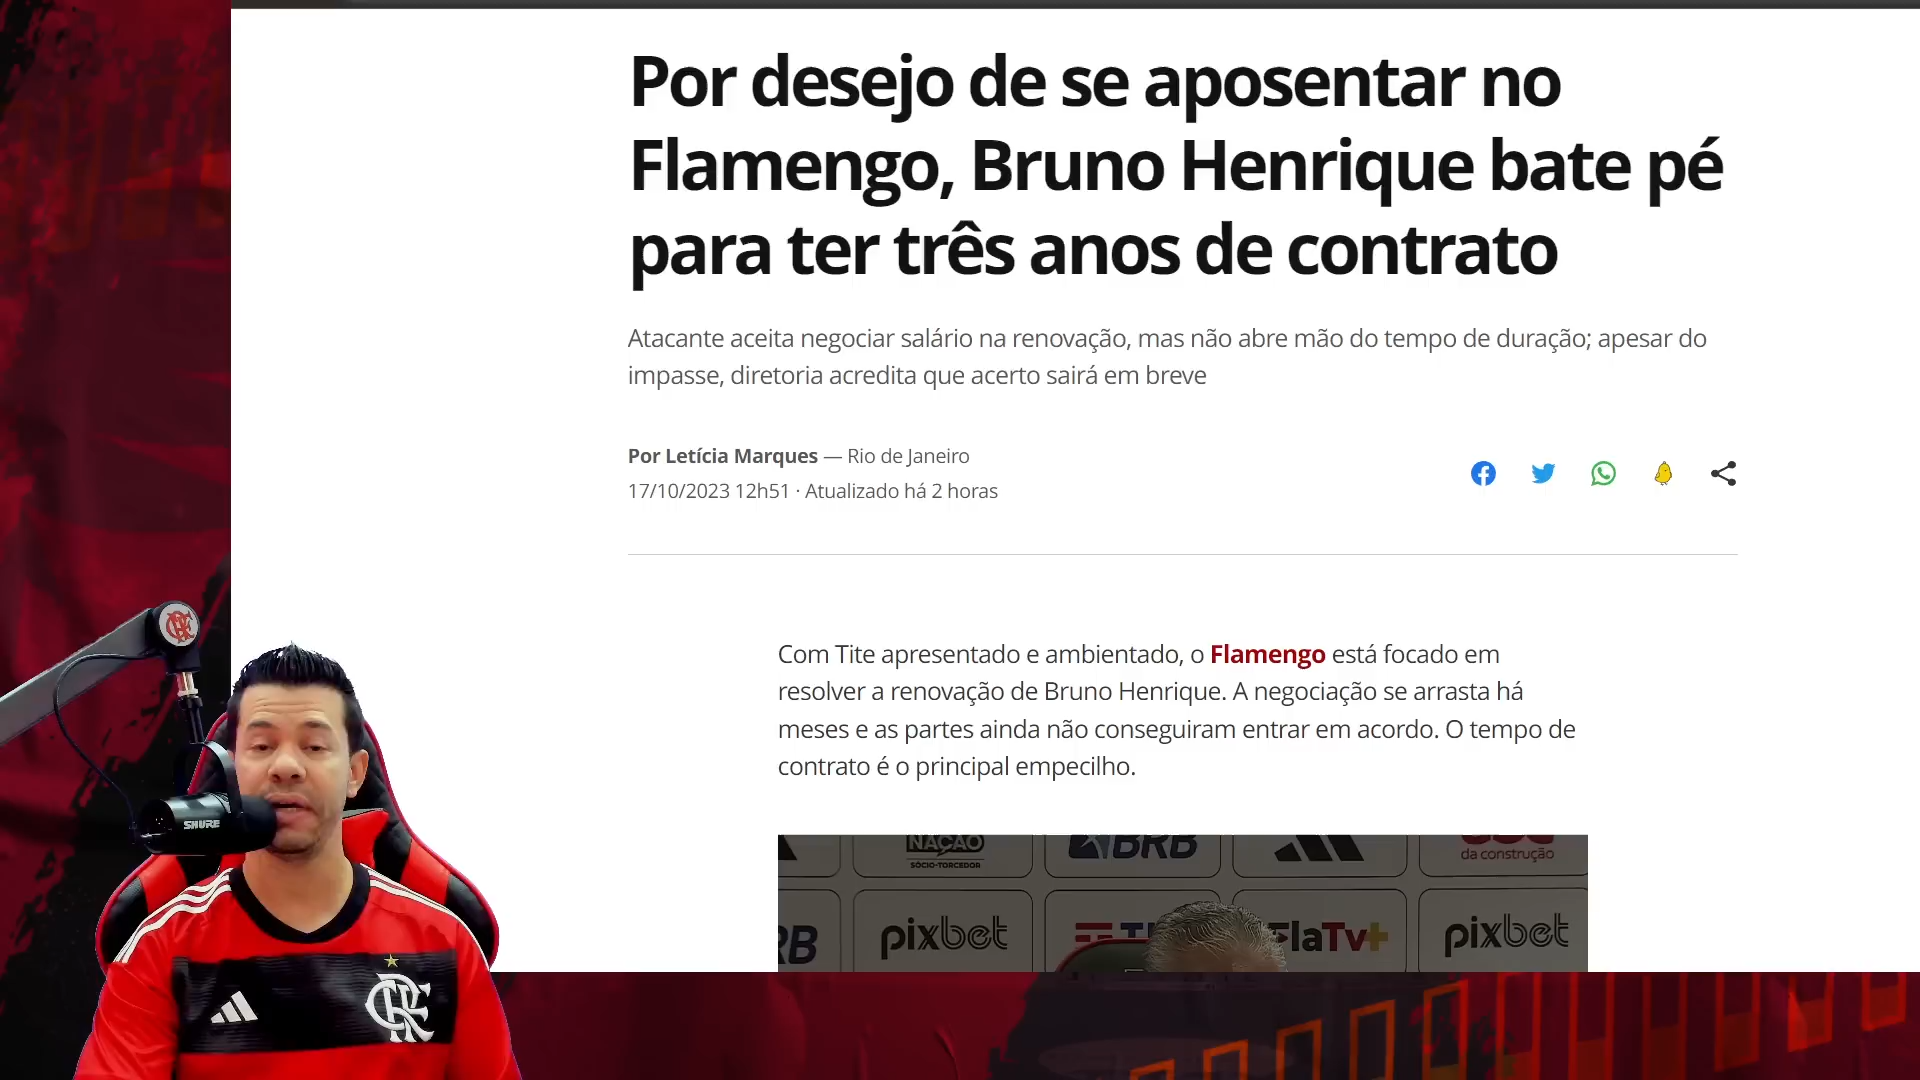 Por desejo de se aposentar no
Flamengo, Bruno Henrique bate pé
para ter três anos de contrato
Atacante aceita negociar salário na renovação, mas não abre mão do tempo de duração; apesar do
impasse, diretoria acredita que acerto sairá em breve
Por Letícia Marques — Rio de Janeiro
17/10/2023 12h51 · Atualizado há 2 horas
Com Tite apresentado e ambientado, o Flamengo está focado em
resolver a renovação de Bruno Henrique. A negociação se arrasta há
meses e as partes ainda não conseguiram entrar em acordo. O tempo de
contrato é o principal empecilho.
NAÇÃO
SÓCIO-TORCEDOR
BRB
da construção
RB
pixbet
FlaTv+
pixbet
SHURE
CRF